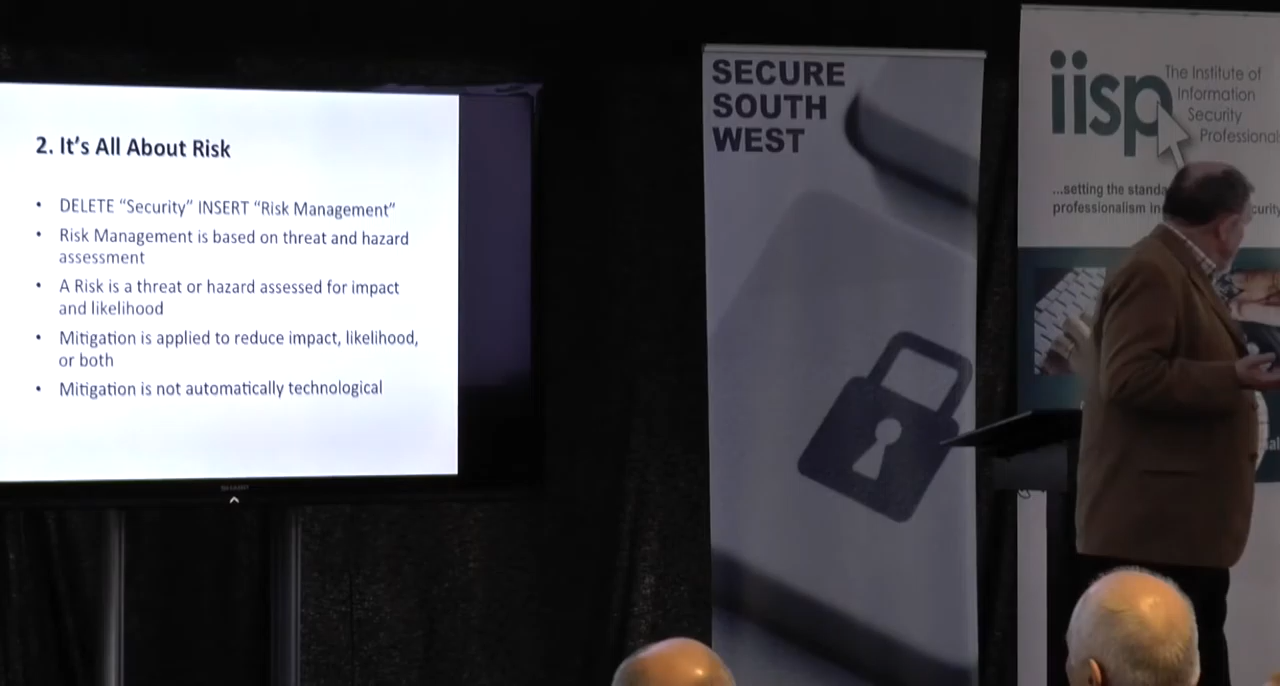 2. It's All About Risk
• DELETE "Security" INSERT "Risk Management"
• Risk Management is based on threat and hazard
assessment
• A Risk is a threat or hazard assessed for impact
and likelihood
• Mitigation is applied to reduce impact, likelihood,
or both
• Mitigation is not automatically technological
SECURE
SOUTH
WEST
iisp
The Institute of
Information
Security
Professional
...setting the standa
professionalism in
curity